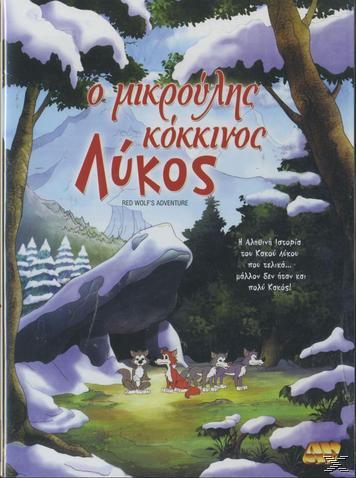 ο μικρούλης
κόκκινος
Λύκος
RED WOLF'S ADVENTURE
Η Αληθινή Ιστορία
του Κακού Λύκου
που τελικά...
μάλλον δεν ήταν και
πολύ Κακός!